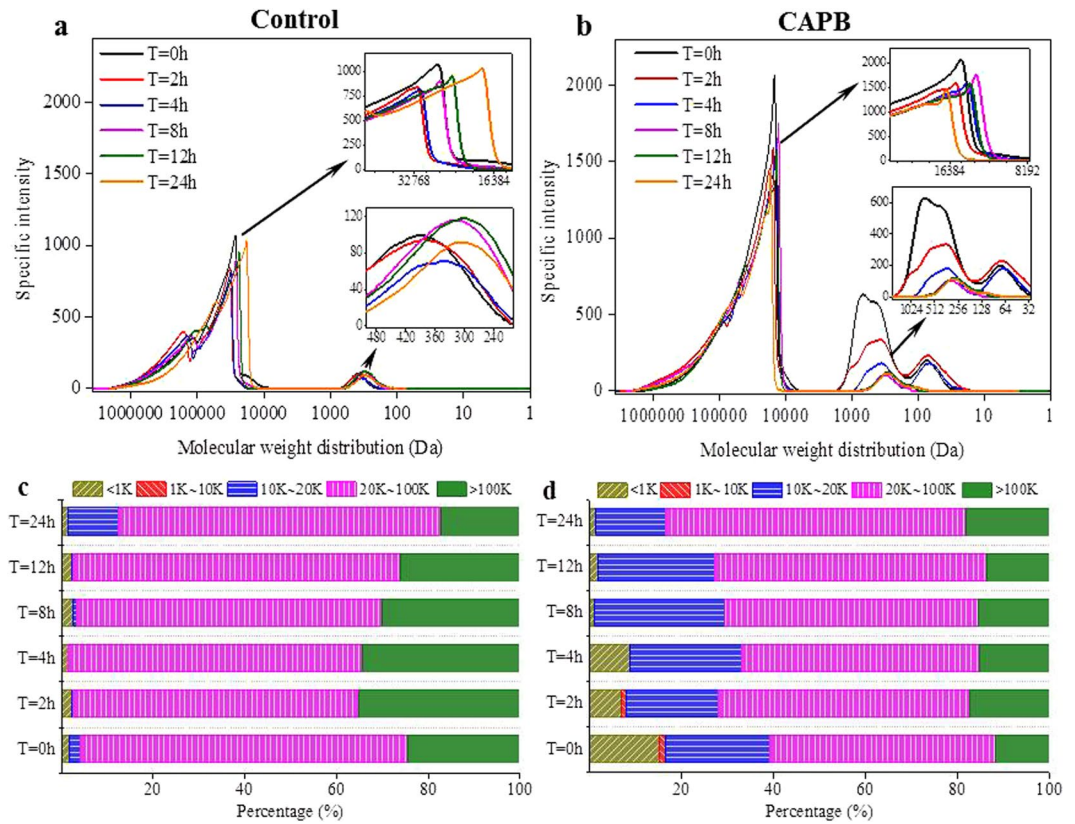 a Control
T=0h
T=2h
T=4h
T=8h
T=12h
T=24h
Specific intensity
2000
1500
1000
500
0
1000
750
500
250
0
32768 16384
120
80
40
0
480 420 360 300 240
1000000 100000 10000 1000 100 10 1
Molecular weight distribution (Da)
b CAPB
T=0h
T=2h
T=4h
T=8h
T=12h
T=24h
Specific intensity
2000
1500
1000
500
0
2000
1500
1000
500
0
16384 8192
600
400
200
0
1024 512 256 128 64 32
1000000 100000 10000 1000 100 10 1
Molecular weight distribution (Da)
c <1K 1K~10K 10K~20K 20K~100K >100K
T=24h
T=12h
T=8h
T=4h
T=2h
T=0h
20 40 60 80 100
Percentage (%)
d <1K 1K~10K 10K~20K 20K~100K >100K
T=24h
T=12h
T=8h
T=4h
T=2h
T=0h
20 40 60 80 100
Percentage (%)